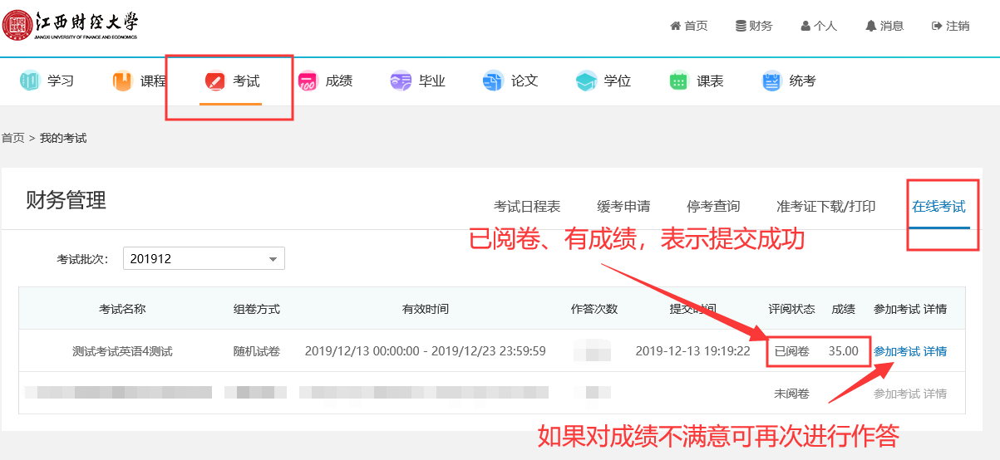 江西财经大学
JIANGXI UNIVERSITY OF FINANCE AND ECONOMICS
首页 财务 个人 消息 注销
学习 课程 考试 成绩 毕业 论文 学位 课表 统考
首页 > 我的考试
财务管理
考试日程表 缓考申请 停考查询 准考证下载/打印 在线考试
已阅卷、有成绩，表示提交成功
考试批次： 201912
考试名称 组卷方式 有效时间 作答次数 提交时间 评阅状态 成绩 参加考试 详情
测试考试英语4测试 随机试卷 2019/12/13 00:00:00 - 2019/12/23 23:59:59 2019-12-13 19:19:22 已阅卷 35.00 参加考试 详情
未阅卷 参加考试 详情
如果对成绩不满意可再次进行作答